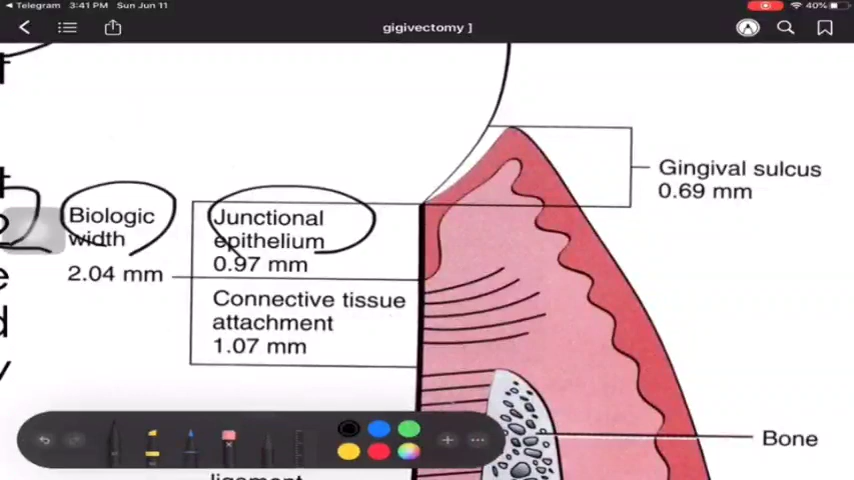 Telegram 3:41 PM Sun Jun 11 40%
gigivectomy ]
Gingival sulcus
0.69 mm
Biologic
width
2.04 mm
Junctional
epithelium
0.97 mm
Connective tissue
attachment
1.07 mm
Bone